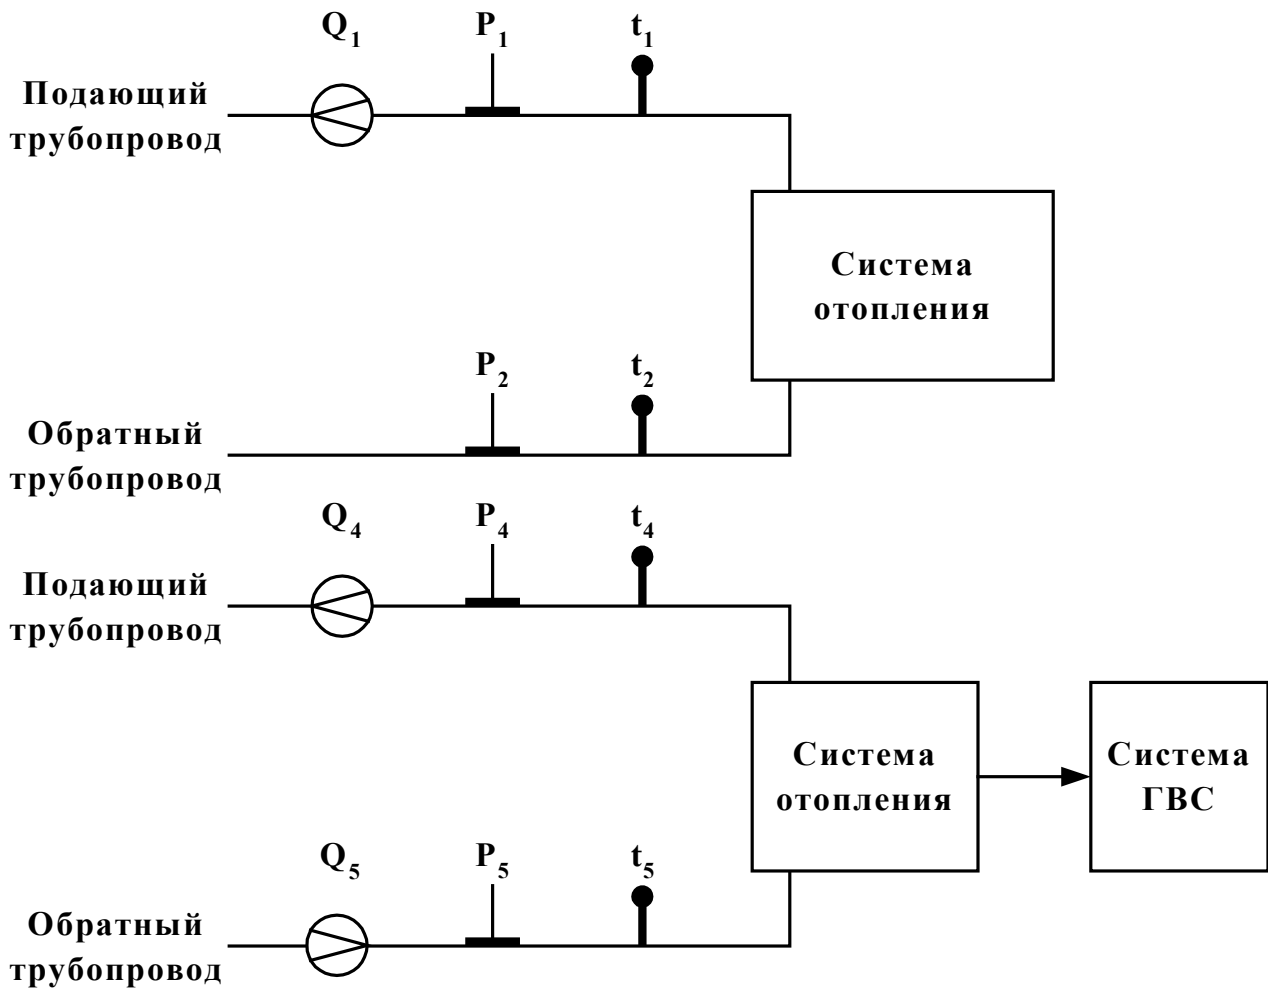 Q1 P1 t1
Подающий
трубопровод
Система
отопления
P2 t2
Обратный
трубопровод
Q4 P4 t4
Подающий
трубопровод
Система
отопления
Система
ГВС
Q5 P5 t5
Обратный
трубопровод